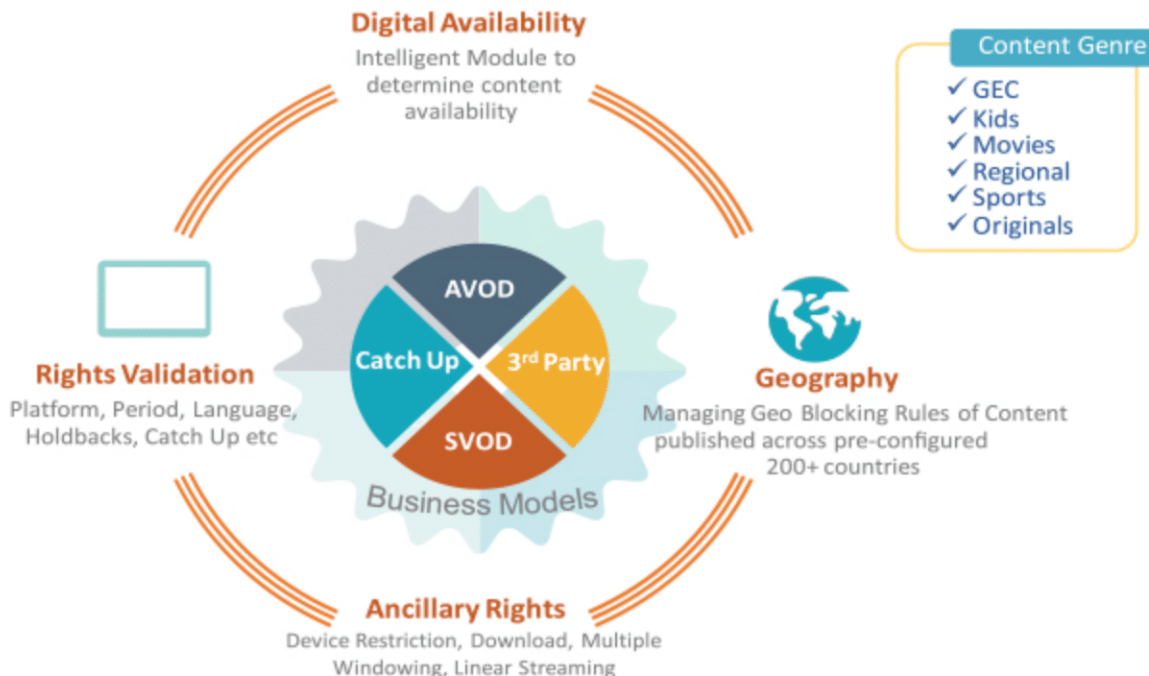 Digital Availability
Intelligent Module to
determine content
availability
Content Genre
✓ GEC
✓ Kids
✓ Movies
✓ Regional
✓ Sports
✓ Originals
AVOD
Catch Up
3rd Party
SVOD
Business Models
Rights Validation
Platform, Period, Language,
Holdbacks, Catch Up etc
Geography
Managing Geo Blocking Rules of Content
published across pre-configured
200+ countries
Ancillary Rights
Device Restriction, Download, Multiple
Windowing, Linear Streaming